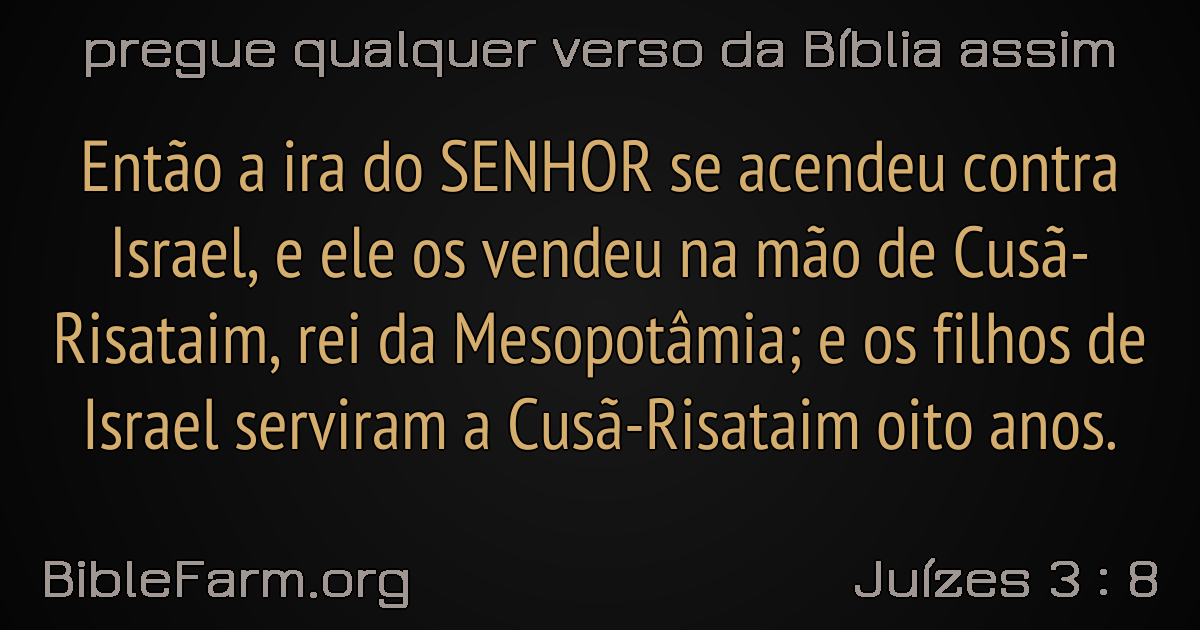 pregue qualquer verso da Bíblia assim
Então a ira do SENHOR se acendeu contra
Israel, e ele os vendeu na mão de Cusã-
Risataim, rei da Mesopotâmia; e os filhos de
Israel serviram a Cusã-Risataim oito anos.
BibleFarm.org
Juízes 3 : 8